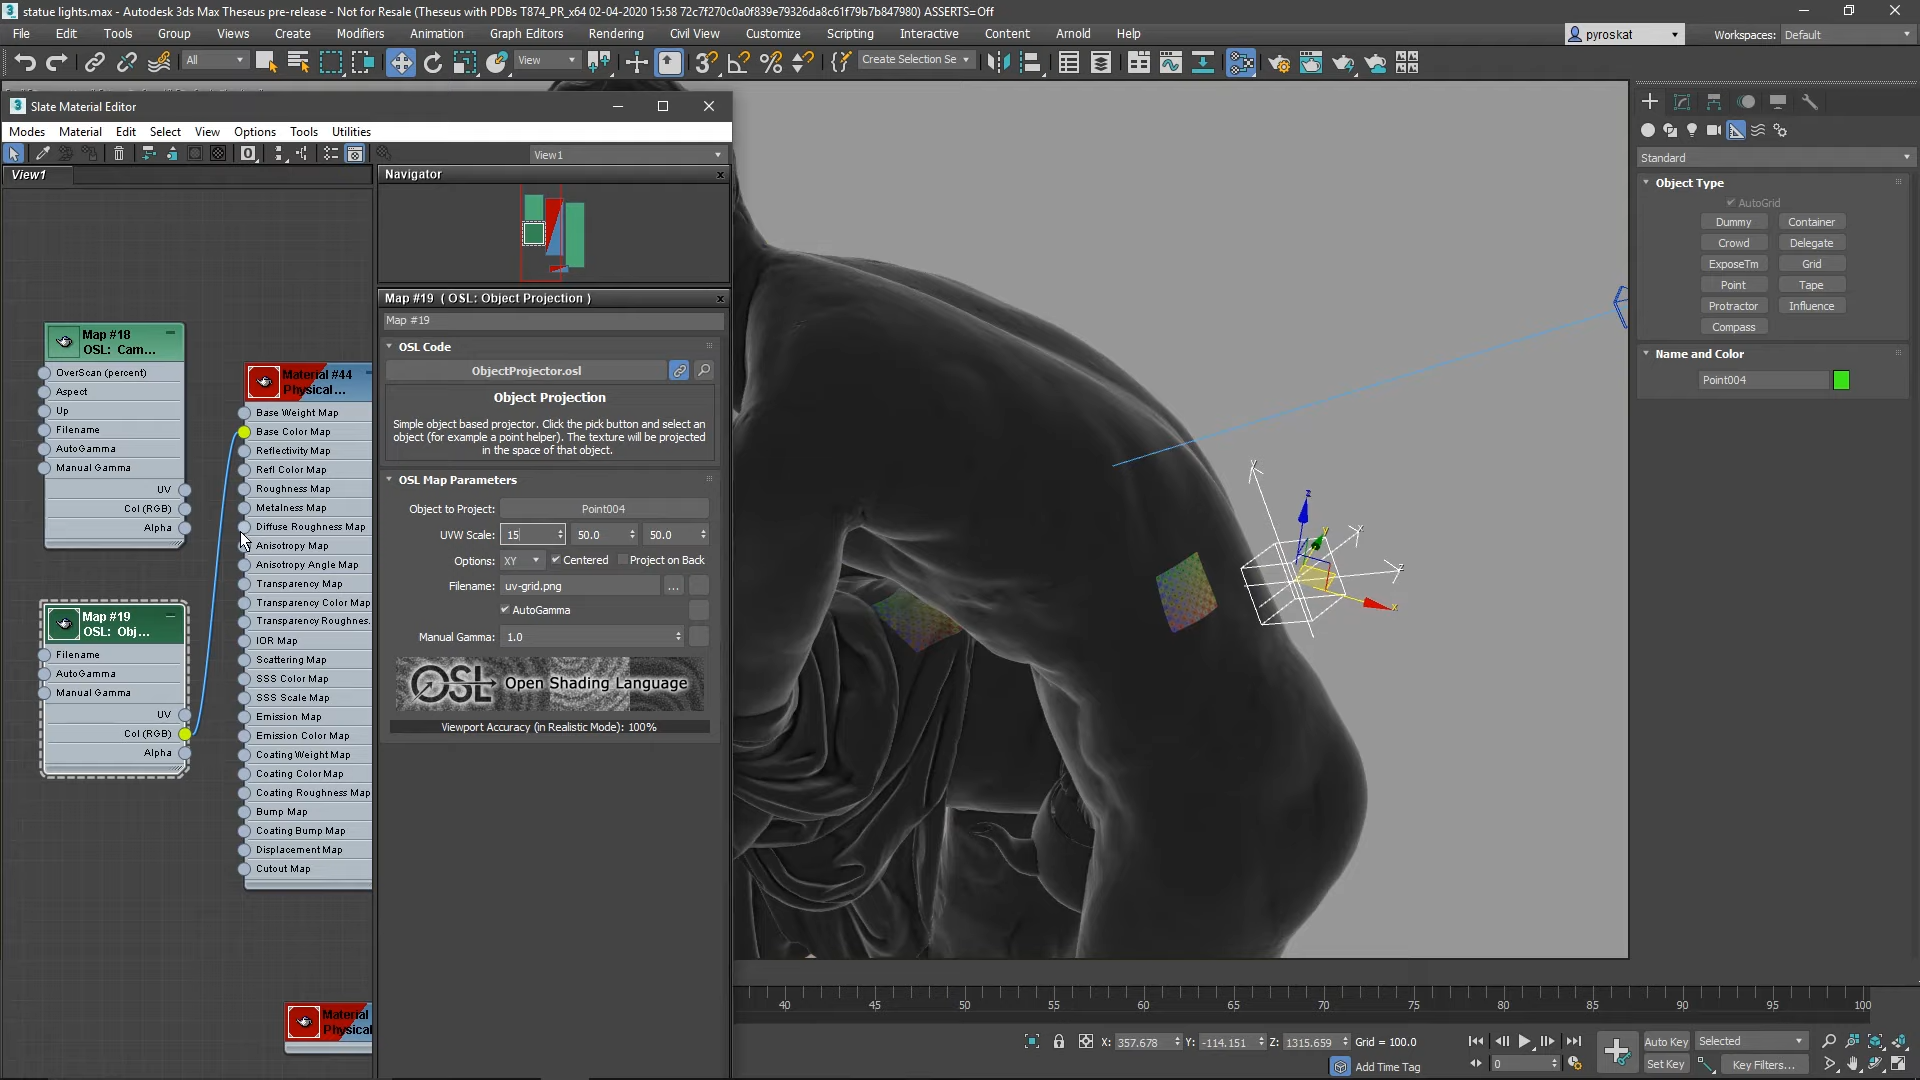 statue lights.max - Autodesk 3ds Max Theseus pre-release - Not for Resale (Theseus with PDBs T874_PR_x64 02-04-2020 15:58 72c7f270c0a0f839e79326da8c61f79b7b847980) ASSERTS=Off
File Edit Tools Group Views Create Modifiers Animation Graph Editors Rendering Civil View Customize Scripting Interactive Content Arnold Help
pyroskat
Workspaces: Default
All
View
Create Selection Se
Slate Material Editor
Modes Material Edit Select View Options Tools Utilities
View1
View1
Navigator
Map #19 ( OSL: Object Projection )
Map #19
OSL Code
ObjectProjector.osl
Object Projection
Simple object based projector. Click the pick button and select an
object (for example a point helper). The texture will be projected
in the space of that object.
OSL Map Parameters
Object to Project: Point004
UVW Scale: 15 50.0 50.0
Options: XY Centered Project on Back
Filename: uv-grid.png ...
AutoGamma
Manual Gamma: 1.0
OSL Open Shading Language
Viewport Accuracy (in Realistic Mode): 100%
Map #18
OSL: Cam...
OverScan (percent)
Aspect
Up
Filename
AutoGamma
Manual Gamma
UV
Col (RGB)
Alpha
Map #19
OSL: Obj...
Filename
AutoGamma
Manual Gamma
UV
Col (RGB)
Alpha
Material #44
Physical...
Base Weight Map
Base Color Map
Reflectivity Map
Refl Color Map
Roughness Map
Metalness Map
Diffuse Roughness Map
Anisotropy Map
Anisotropy Angle Map
Transparency Map
Transparency Color Map
Transparency Roughnes.
IOR Map
Scattering Map
SSS Color Map
SSS Scale Map
Emission Map
Emission Color Map
Coating Weight Map
Coating Color Map
Coating Roughness Map
Bump Map
Coating Bump Map
Displacement Map
Cutout Map
Material
Physical
y
z
y
x
z
x
Standard
Object Type
AutoGrid
Dummy Container
Crowd Delegate
ExposeTm Grid
Point Tape
Protractor Influence
Compass
Name and Color
Point004
40 45 50 55 60 65 70 75 80 85 90 95 100
X: 357.678 Y: -114.151 Z: 1315.659 Grid = 100.0
Add Time Tag
0
Auto Key Selected
Set Key Key Filters...